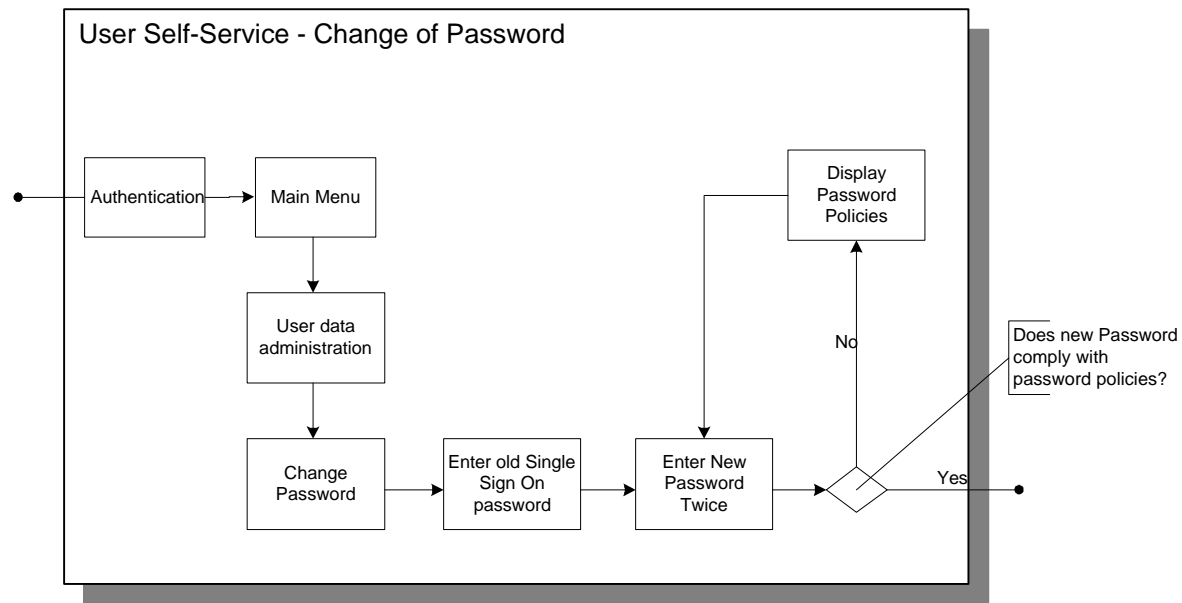 User Self-Service - Change of Password
Authentication
Main Menu
User data
administration
Change
Password
Enter old Single
Sign On
password
Enter New
Password
Twice
Display
Password
Policies
No
Does new Password
comply with
password policies?
Yes